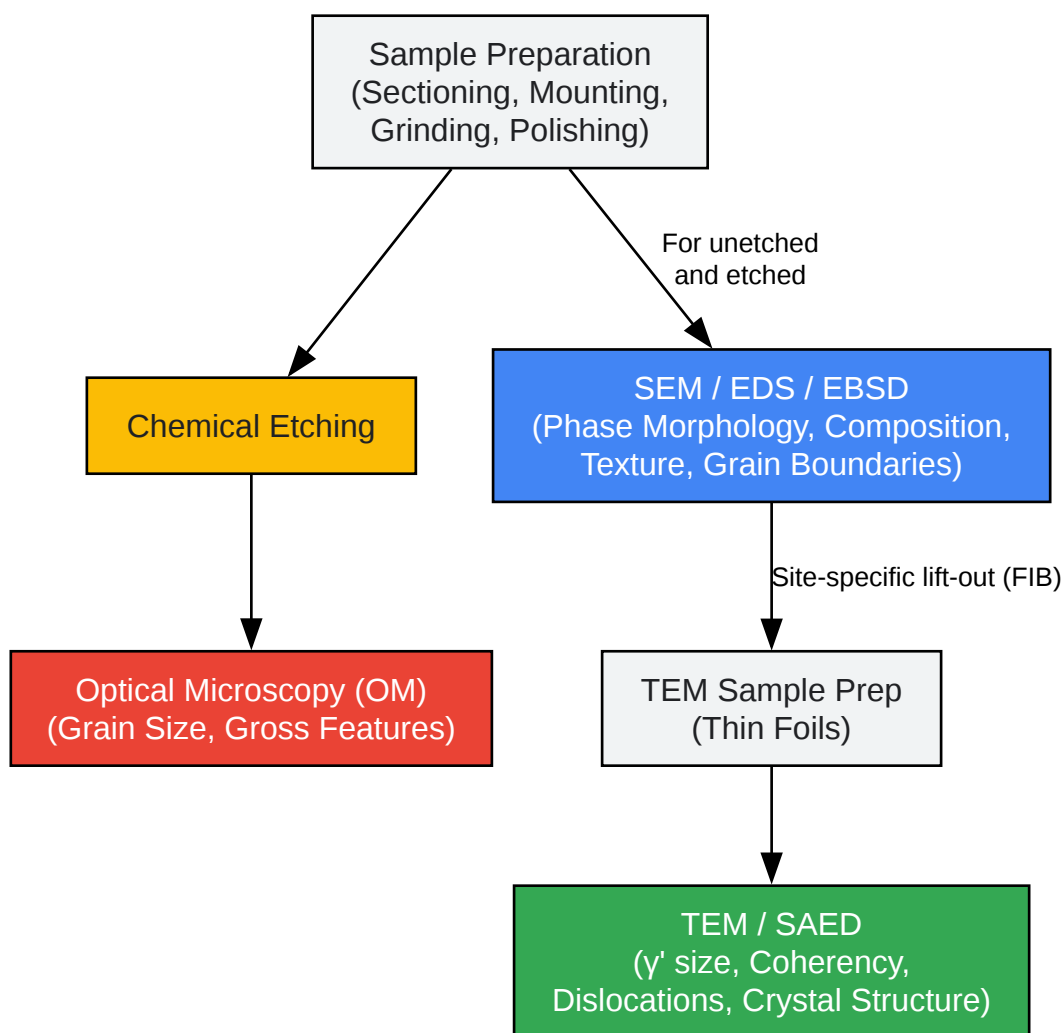 Sample Preparation
(Sectioning, Mounting,
Grinding, Polishing)
For unetched
and etched
Chemical Etching
SEM / EDS / EBSD
(Phase Morphology, Composition,
Texture, Grain Boundaries)
Site-specific lift-out (FIB)
Optical Microscopy (OM)
(Grain Size, Gross Features)
TEM Sample Prep
(Thin Foils)
TEM / SAED
(γ' size, Coherency,
Dislocations, Crystal Structure)